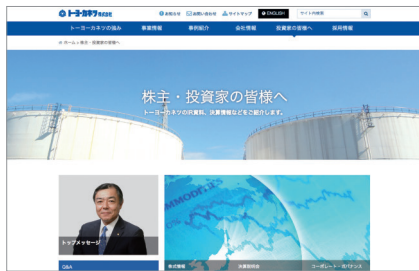 トーヨーカネツ株式会社
お知らせ
お問い合わせ
サイトマップ
ENGLISH
サイト内検索
トーヨーカネツの強み
事業情報
事例紹介
会社情報
投資家の皆様へ
採用情報
ホーム > 株主・投資家の皆様へ
株主・投資家の皆様へ
トーヨーカネツのIR資料、決算情報などをご紹介します。
トップメッセージ
Q&A
株式情報
決算説明会
コーポレート・ガバナンス